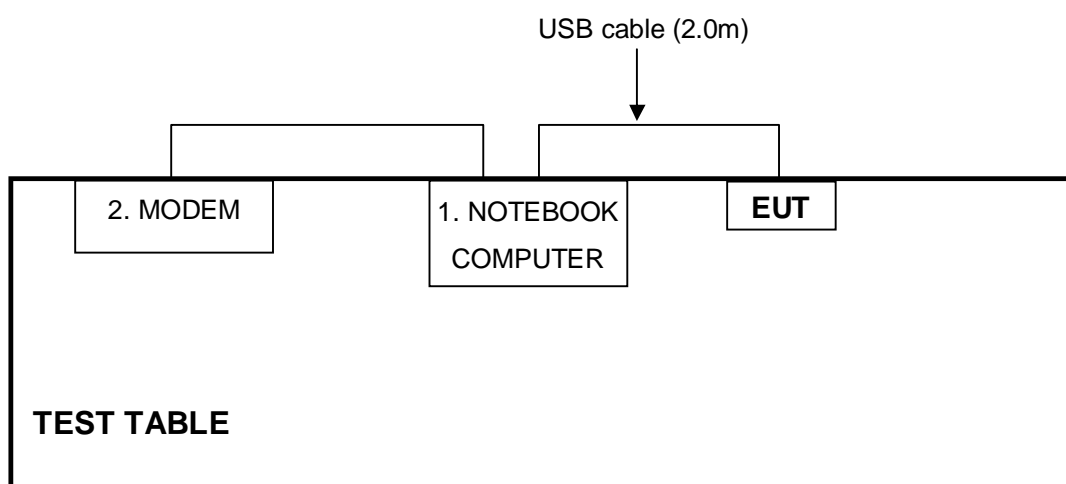 USB cable (2.0m)
2. MODEM
1. NOTEBOOK
COMPUTER
EUT
TEST TABLE